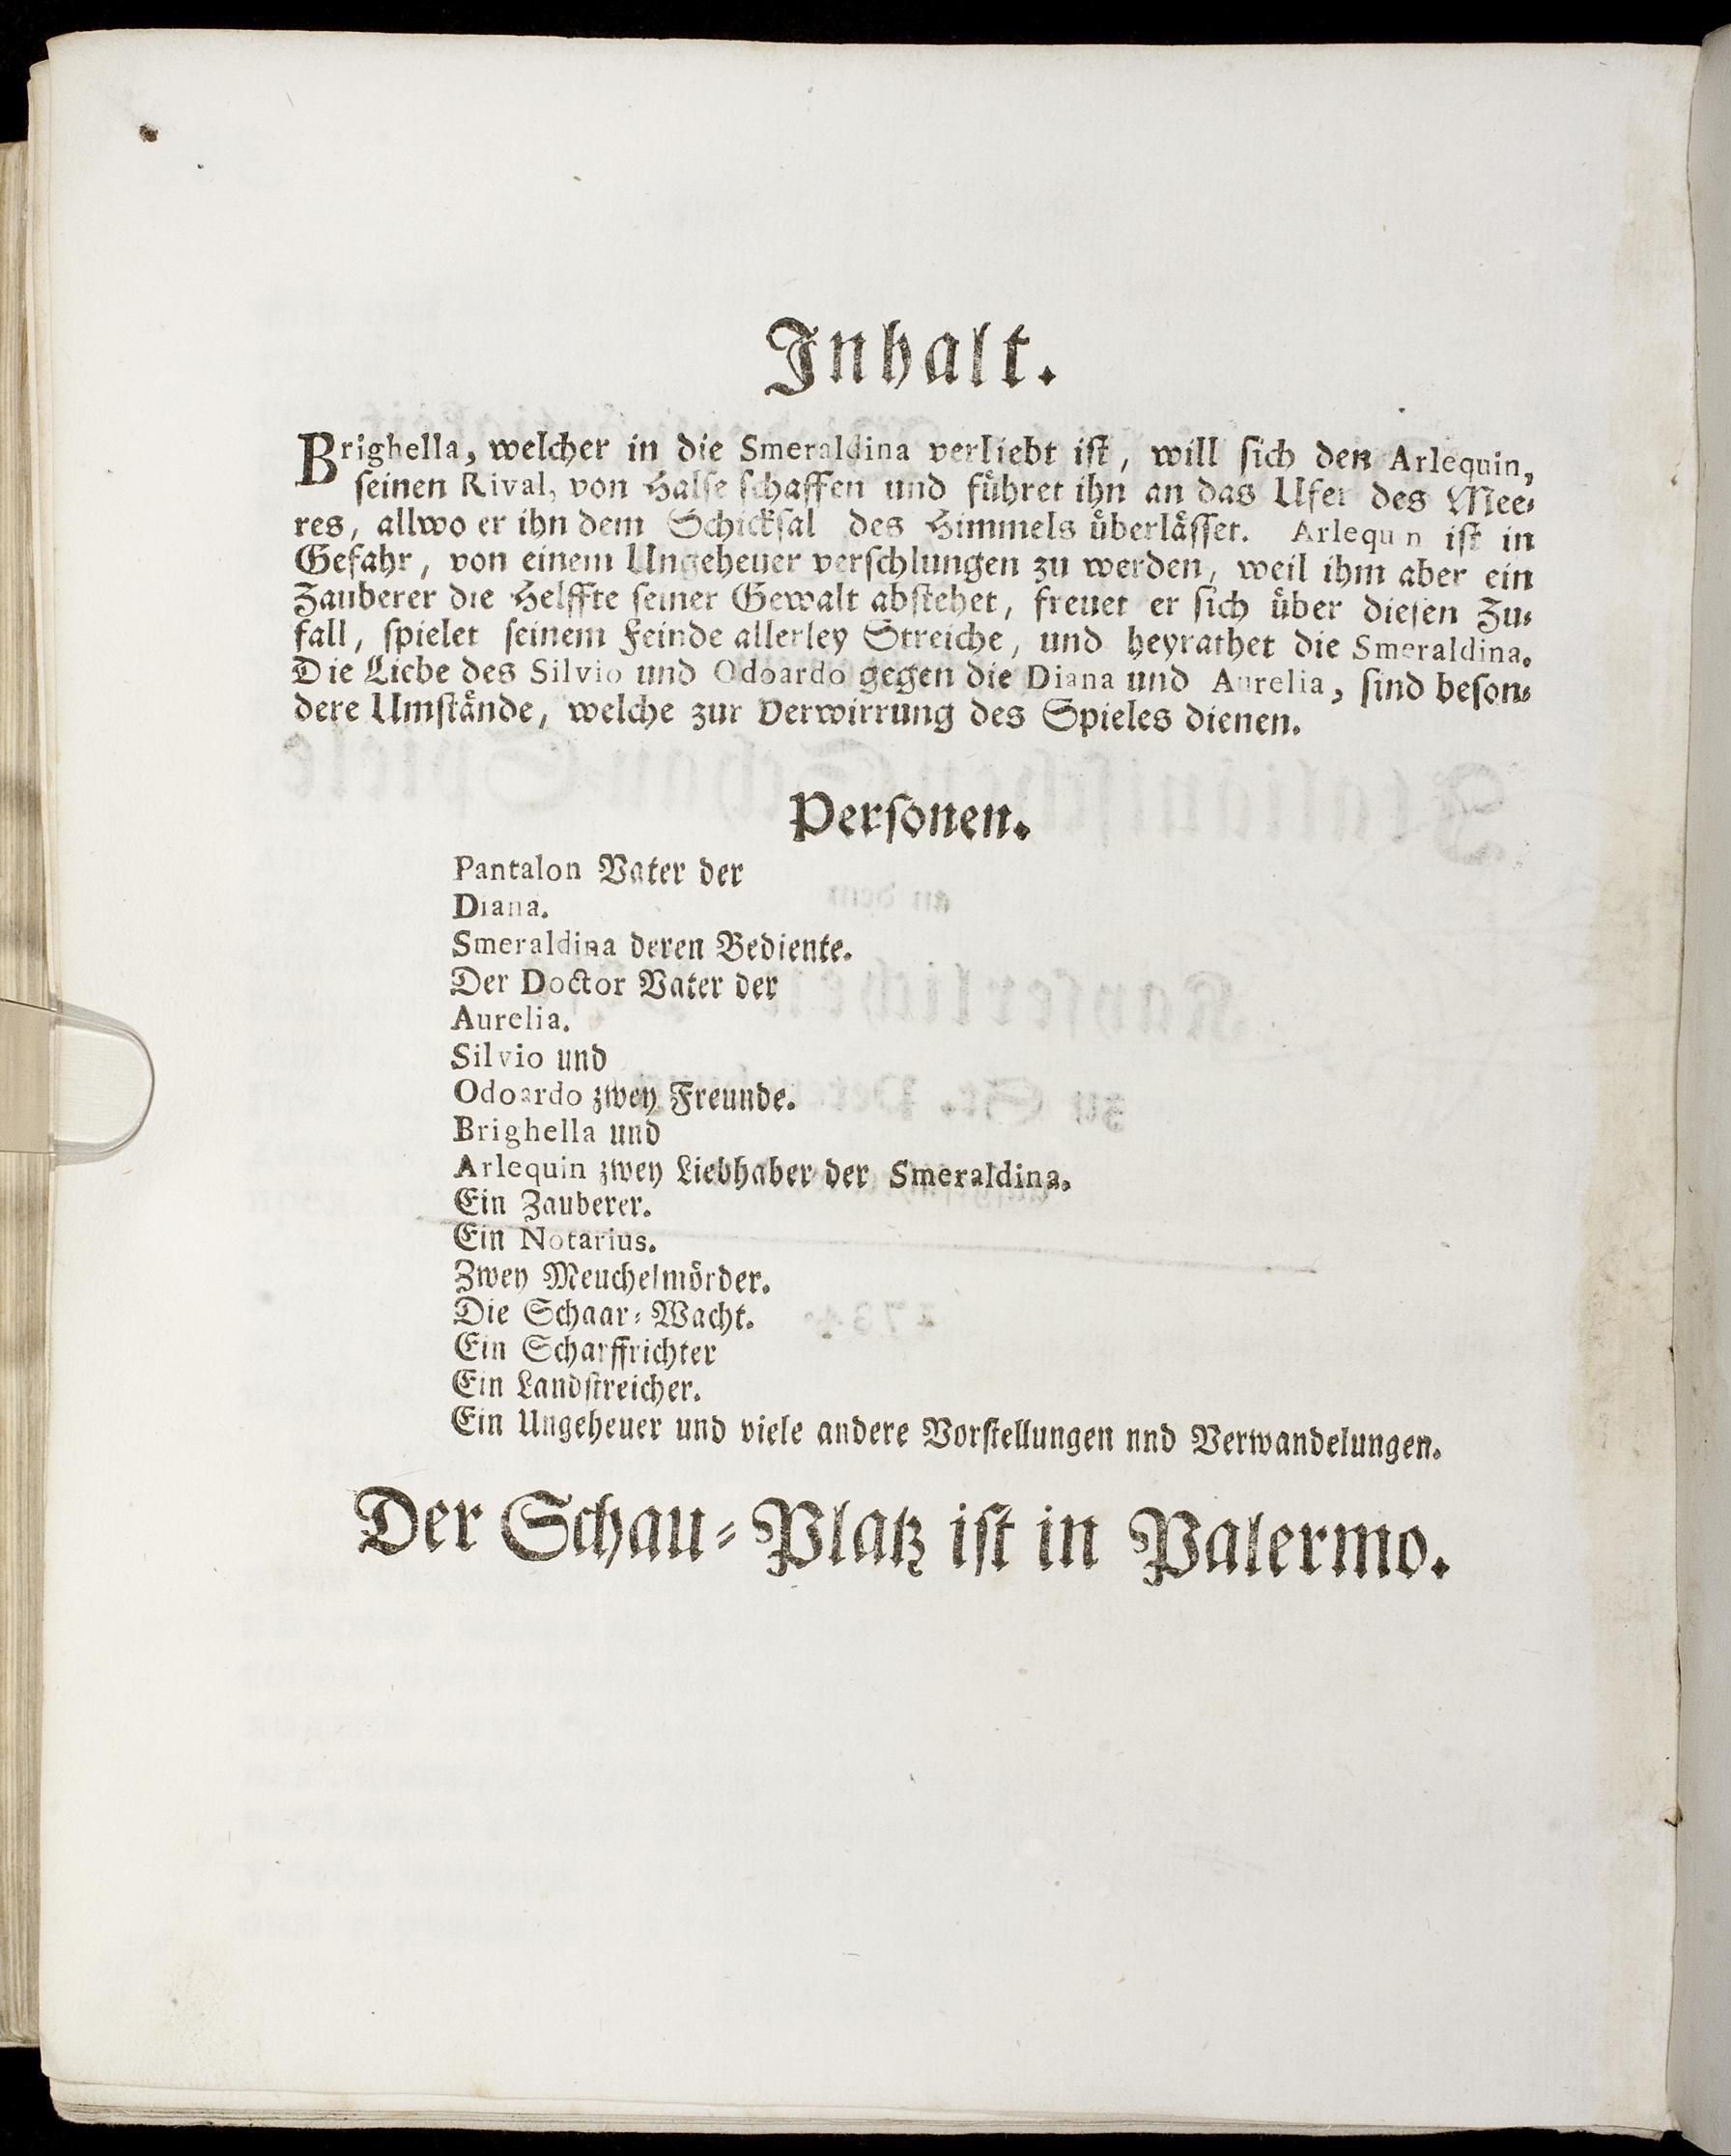 Inhalt.
Brighella, welcher in die Smeraldina verliebt ist, will sich den Arlequin,
seinen Rival, von Halse schaffen und führet ihn an das Ufer des Mee-
res, allwo er ihn dem Schicksal des Himmels überlässet. Arlequin ist in
Gefahr, von einem Ungeheuer verschlungen zu werden, weil ihm aber ein
Zauberer die Helffte seiner Gewalt abstehet, freuet er sich über diesen Zu-
fall, spielet seinem Feinde allerley Streiche, und heyrathet die Smeraldina.
Die Liebe des Silvio und Odoardo gegen die Diana und Aurelia, sind beson-
dere Umstände, welche zur Verwirrung des Spieles dienen.
Personen.
Pantalon Vater der
Diana.
Smeraldina deren Bediente.
Der Doctor Vater der
Aurelia.
Silvio und
Odoardo zwey Freunde.
Brighella und
Arlequin zwey Liebhaber der Smeraldina.
Ein Zauberer.
Ein Notarius.
Zwey Meuchelmörder.
Die Schaar-Wacht.
Ein Scharffrichter
Ein Landstreicher.
Ein Ungeheuer und viele andere Vorstellungen nnd Verwandelungen.
Der Schau-Platz ist in Palermo.